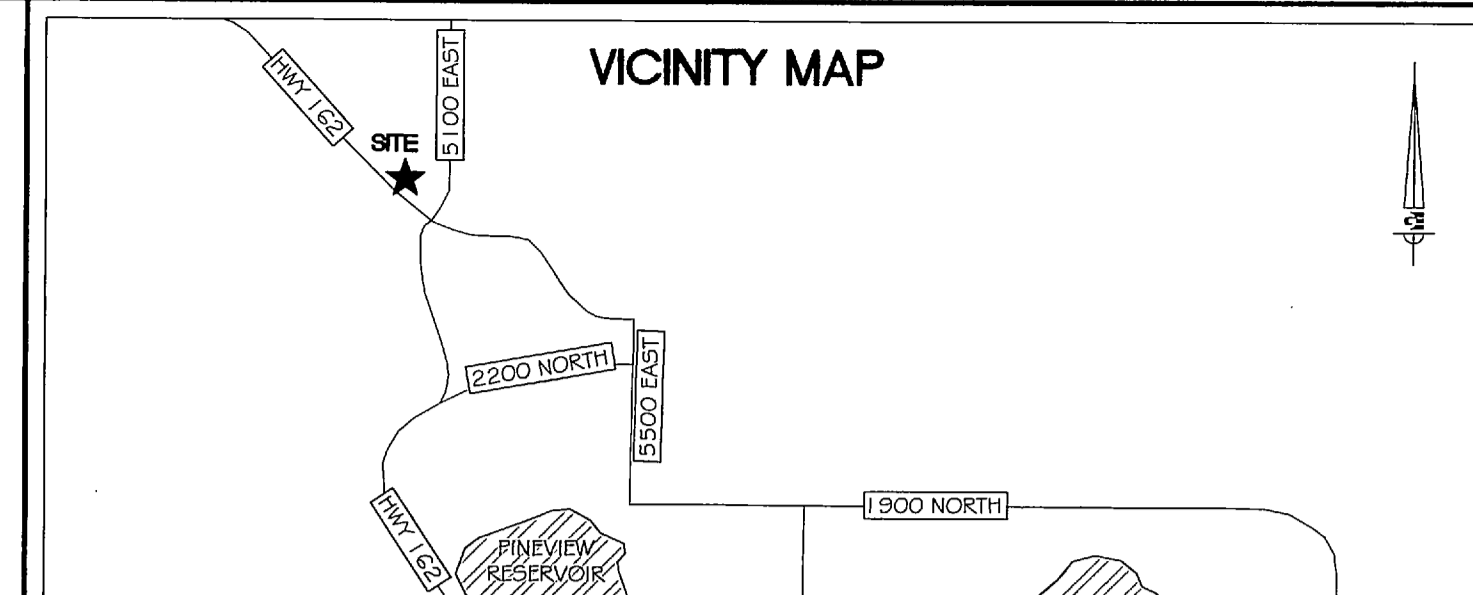 VICINITY MAP
HWY 162
5100 EAST
SITE
2200 NORTH
5500 EAST
1900 NORTH
HWY 162
PINEVIEW
RESERVOIR